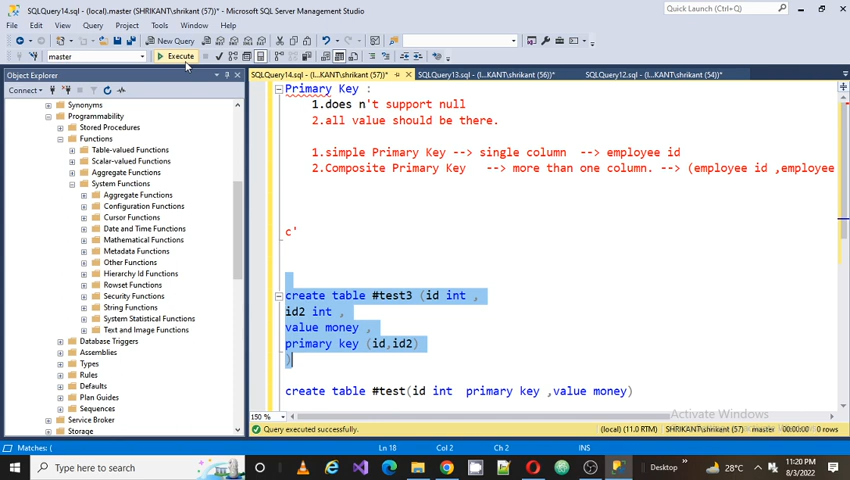 SQLQuery14.sql - (local).master (SHRIKANT\shrikant (57))* - Microsoft SQL Server Management Studio
Quick Launch (Ctrl+Q)
File Edit View Query Project Tools Window Help
New Query
master Execute
Object Explorer
SQLQuery14.sql - (l...KANT\shrikant (57))* SQLQuery13.sql - (l...KANT\shrikant (56))* SQLQuery12.sql - (l...KANT\shrikant (54))*
Connect
Synonyms
Programmability
Stored Procedures
Functions
Table-valued Functions
Scalar-valued Functions
Aggregate Functions
System Functions
Aggregate Functions
Configuration Functions
Cursor Functions
Date and Time Functions
Mathematical Functions
Metadata Functions
Other Functions
Hierarchy Id Functions
Rowset Functions
Security Functions
String Functions
System Statistical Functions
Text and Image Functions
Database Triggers
Assemblies
Types
Rules
Defaults
Plan Guides
Sequences
Service Broker
Storage
Primary Key :
1.does n't support null
2.all value should be there.
1.simple Primary Key --> single column --> employee id
2.Composite Primary Key --> more than one column. --> (employee id ,employee
c'
create table #test3 (id int ,
id2 int ,
value money ,
primary key (id,id2)
)
create table #test(id int primary key ,value money)
150 %
Activate Windows
Query executed successfully. (local) (11.0 RTM) SHRIKANT\shrikant (57) master 00:00:00 0 rows
Matches: ( Ln 18 Col 2 Ch 2 INS
Type here to search
Desktop
28°C
11:20 PM
8/3/2022